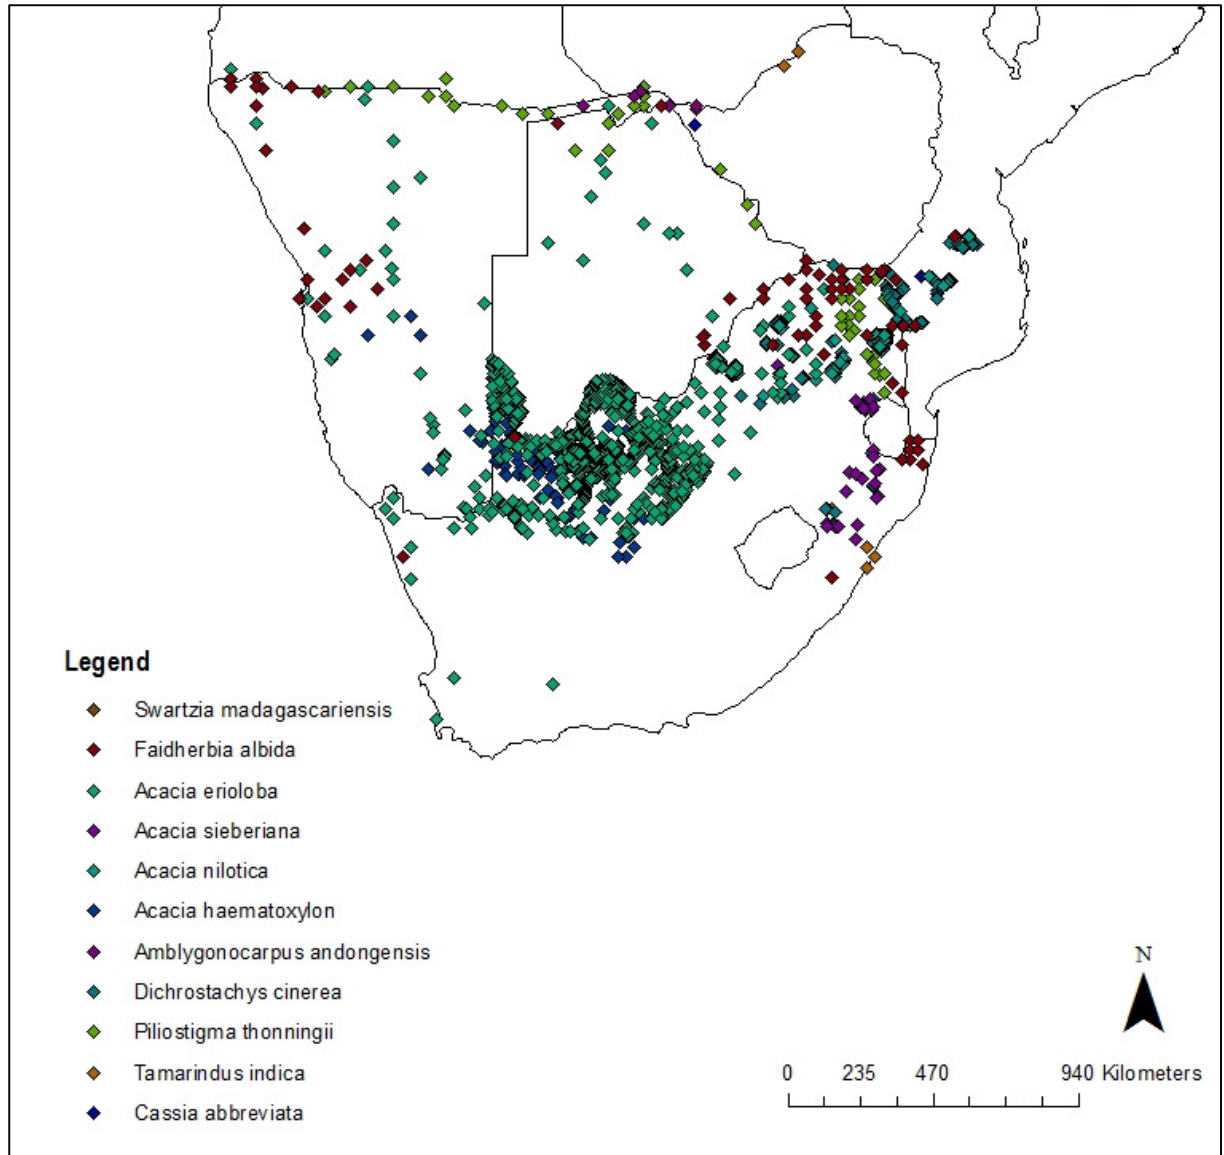 Legend
Swartzia madagascariensis
Faidherbia albida
Acacia erioloba
Acacia sieberiana
Acacia nilotica
Acacia haematoxylon
Amblygonocarpus andongensis
Dichrostachys cinerea
Piliostigma thonningii
Tamarindus indica
Cassia abbreviata
N
0 235 470 940 Kilometers